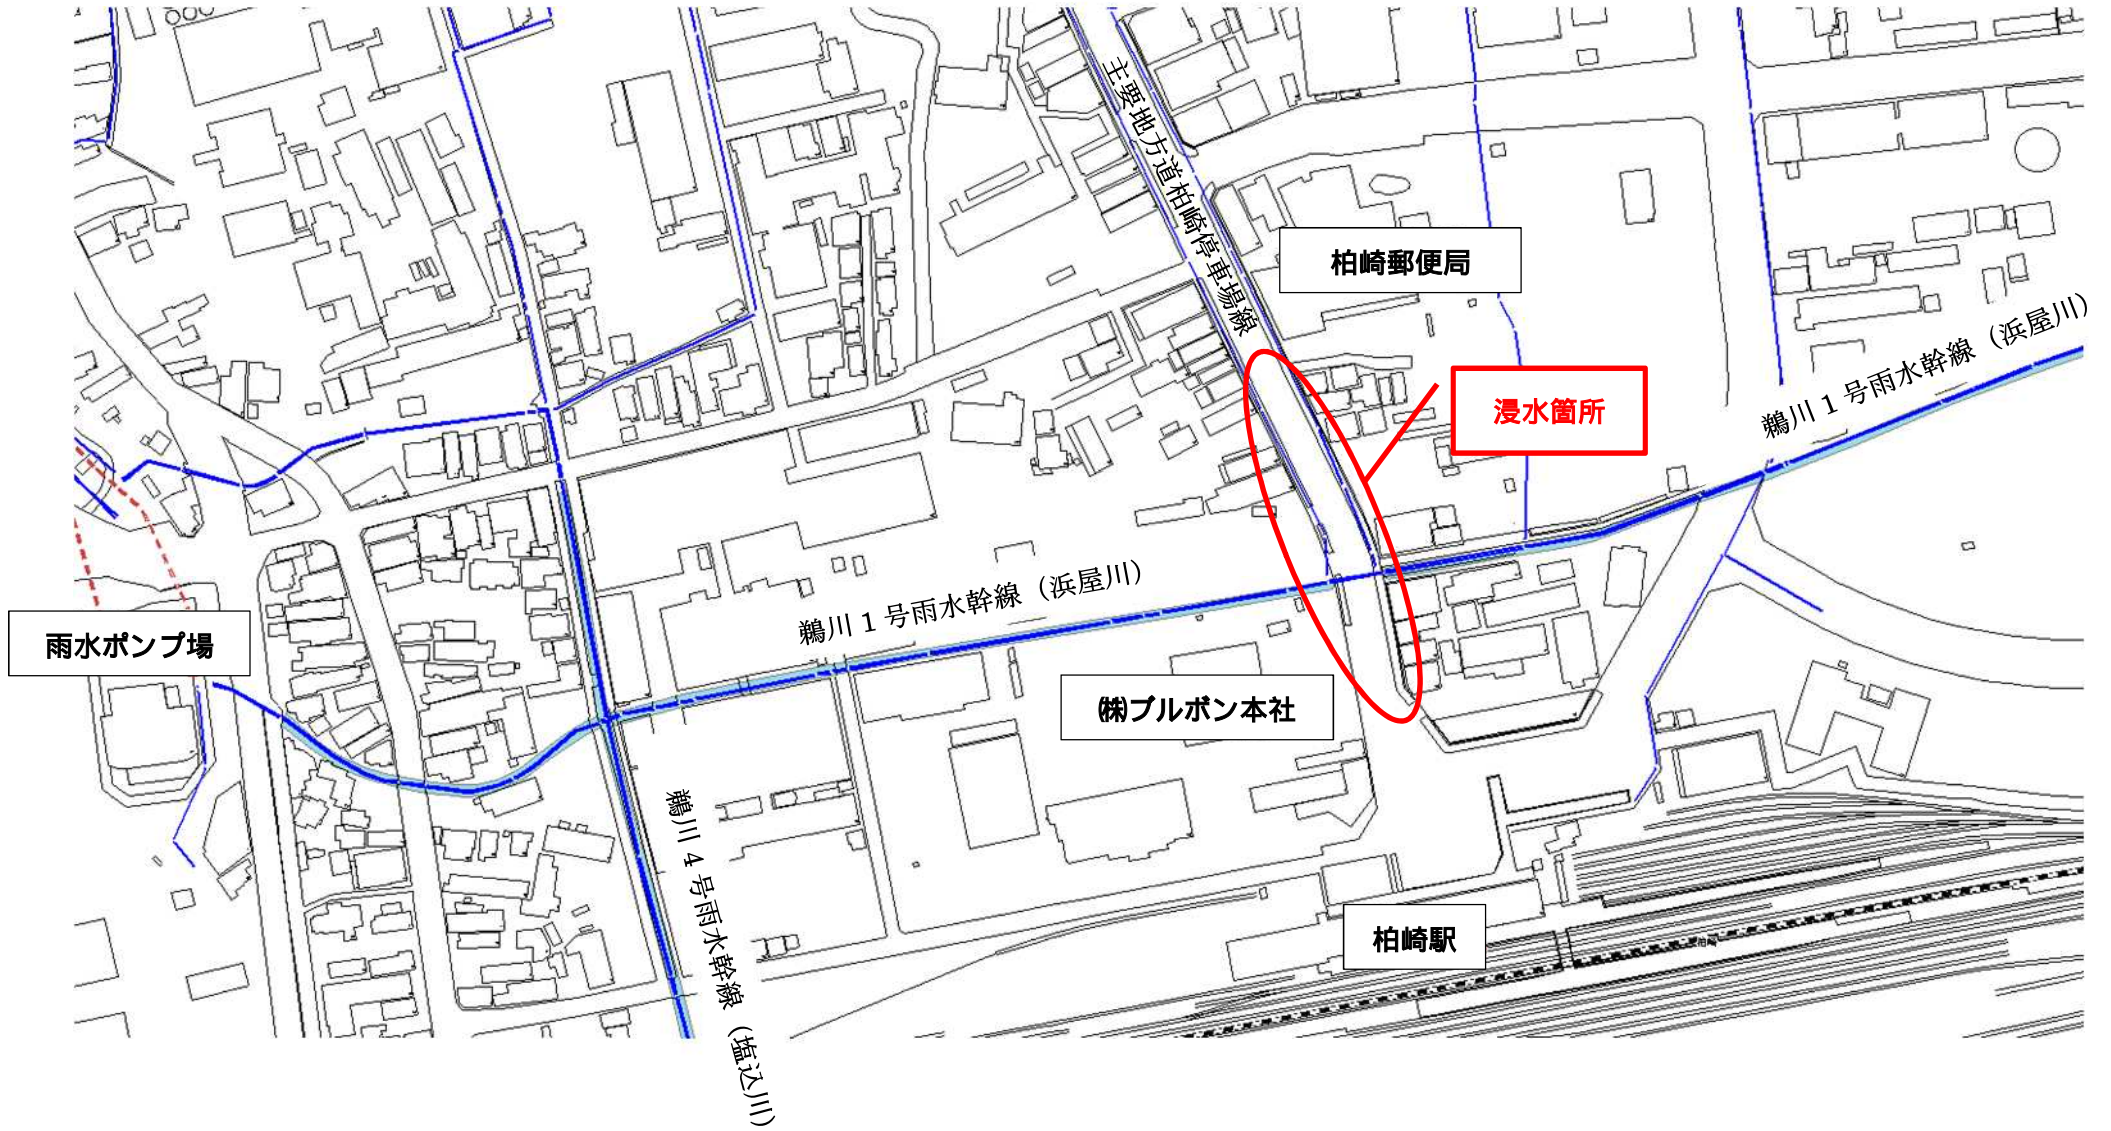 主要地方道柏崎停車場線
柏崎郵便局
鵜川1号雨水幹線（浜屋川）
浸水箇所
鵜川1号雨水幹線（浜屋川）
雨水ポンプ場
㈱ブルボン本社
鵜川4号雨水幹線（塩込川）
柏崎駅